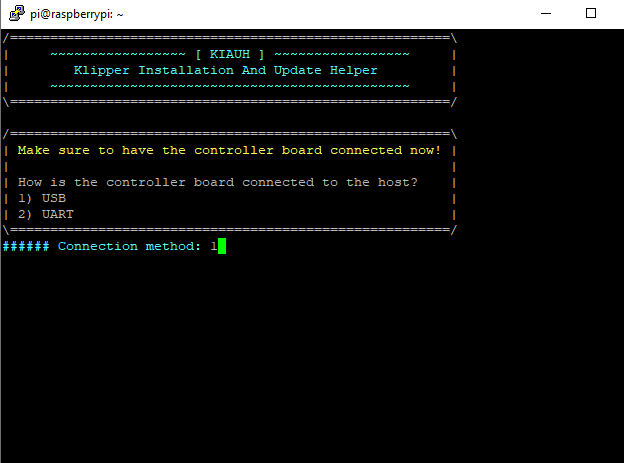 pi@raspberrypi: ~
/=======================================================\
| ~~~~~~~~~~~~~~~~~ [ KIAUH ] ~~~~~~~~~~~~~~~~~ |
| Klipper Installation And Update Helper |
| ~~~~~~~~~~~~~~~~~~~~~~~~~~~~~~~~~~~~~~~~~~~~~ |
\=======================================================/
/=======================================================\
| Make sure to have the controller board connected now! |
| |
| How is the controller board connected to the host? |
| 1) USB |
| 2) UART |
\=======================================================/
###### Connection method: 1